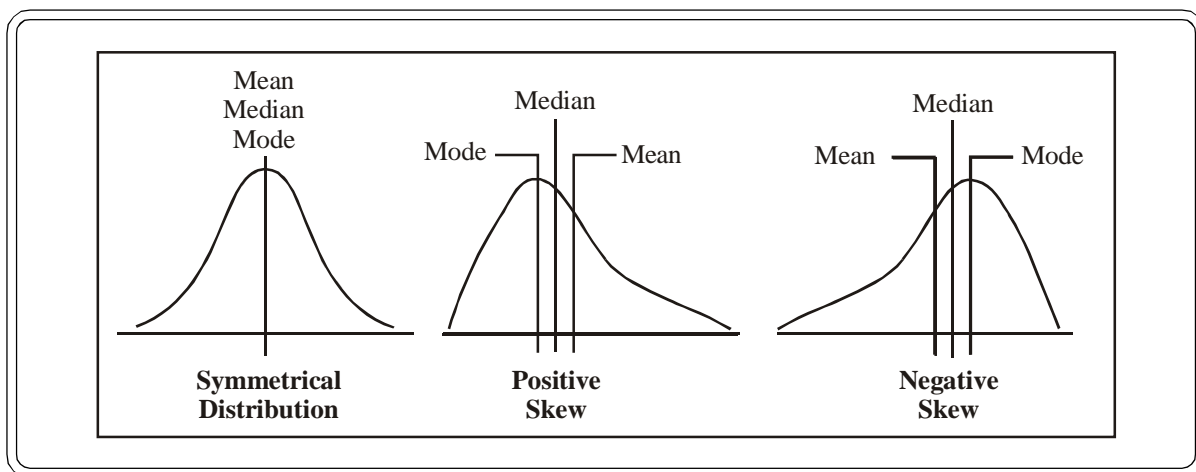 Mean
Median
Mode
Symmetrical
Distribution
Median
Mode
Mean
Positive
Skew
Median
Mean
Mode
Negative
Skew